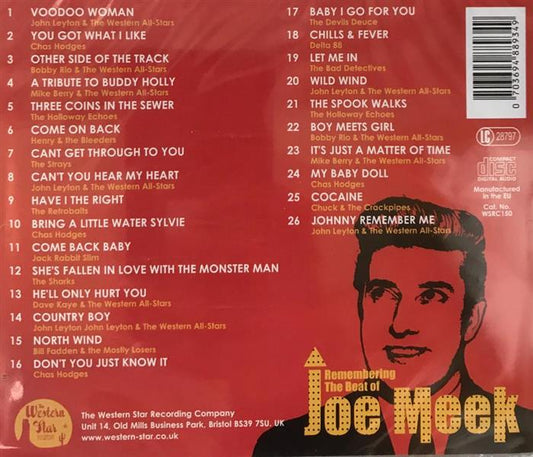 1 VOODOO WOMAN
John Leyton & The Western All-Stars
2 YOU GOT WHAT I LIKE
Chas Hodges
3 OTHER SIDE OF THE TRACK
Bobby Rio & The Western All-Stars
4 A TRIBUTE TO BUDDY HOLLY
Mike Berry & The Western All-Stars
5 THREE COINS IN THE SEWER
The Holloway Echoes
6 COME ON BACK
Henry & The Bleeders
7 CANT GET THROUGH TO YOU
The Strays
8 CAN'T YOU HEAR MY HEART
John Leyton & The Western All-Stars
9 HAVE I THE RIGHT
The Retroballs
10 BRING A LITTLE WATER SYLVIE
Chas Hodges
11 COME BACK BABY
Jack Rabbit Slim
12 SHE'S FALLEN IN LOVE WITH THE MONSTER MAN
The Sharks
13 HE'LL ONLY HURT YOU
Dave Kaye & The Western All-Stars
14 COUNTRY BOY
John Leyton John Leyton & The Western All-Stars
15 NORTH WIND
Bill Fadden & the Mostly Losers
16 DON'T YOU JUST KNOW IT
Chas Hodges
17 BABY I GO FOR YOU
The Devils Deuce
18 CHILLS & FEVER
Delta 88
19 LET ME IN
The Bad Detectives
20 WILD WIND
John Leyton & The Western All-Stars
21 THE SPOOK WALKS
The Holloway Echoes
22 BOY MEETS GIRL
Bobby Rio & The Western All-Stars
23 IT'S JUST A MATTER OF TIME
Mike Berry & The Western All-Stars
24 MY BABY DOLL
Chas Hodges
25 COCAINE
Chuck & The Crackpipes
26 JOHNNY REMEMBER ME
John Leyton & The Western All-Stars
0 703694 889349
LC 28797
COMPACT
disc
DIGITAL AUDIO
Manufactured
in the EU
Cat. No.
WSRC150
Remembering
The Beat of
Joe Meek
The
Western
Star
The Western Star Recording Company
Unit 14, Old Mills Business Park, Bristol BS39 7SU. UK
www.western-star.co.uk